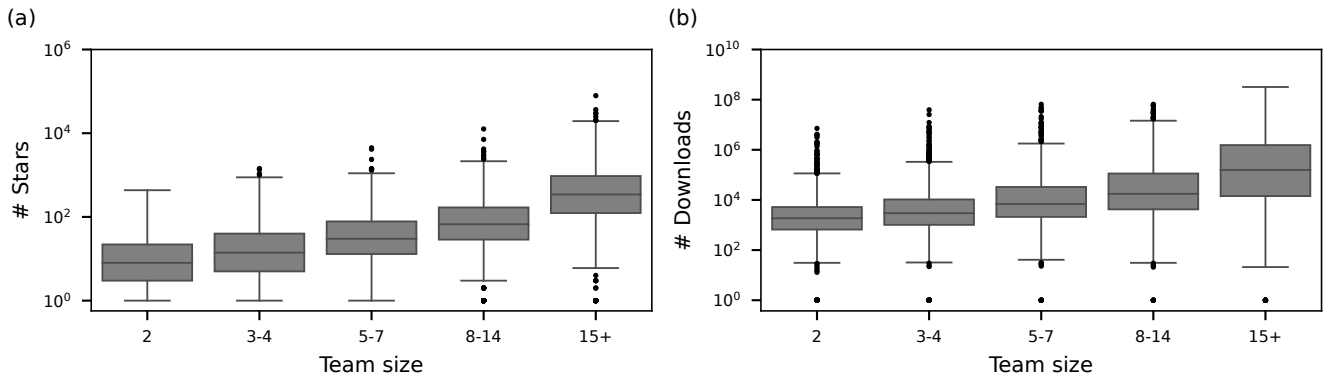 (a)
# Stars
10^6
10^4
10^2
10^0
2 3-4 5-7 8-14 15+
Team size
(b)
# Downloads
10^10
10^8
10^6
10^4
10^2
10^0
2 3-4 5-7 8-14 15+
Team size